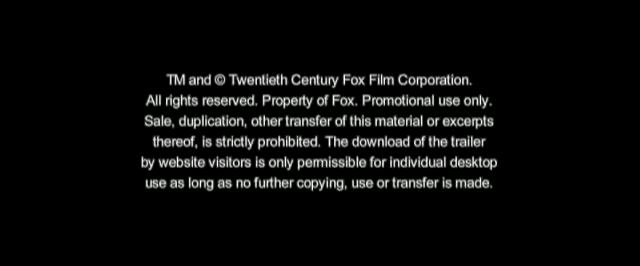 TM and © Twentieth Century Fox Film Corporation.
All rights reserved. Property of Fox. Promotional use only.
Sale, duplication, other transfer of this material or excerpts
thereof, is strictly prohibited. The download of the trailer
by website visitors is only permissible for individual desktop
use as long as no further copying, use or transfer is made.